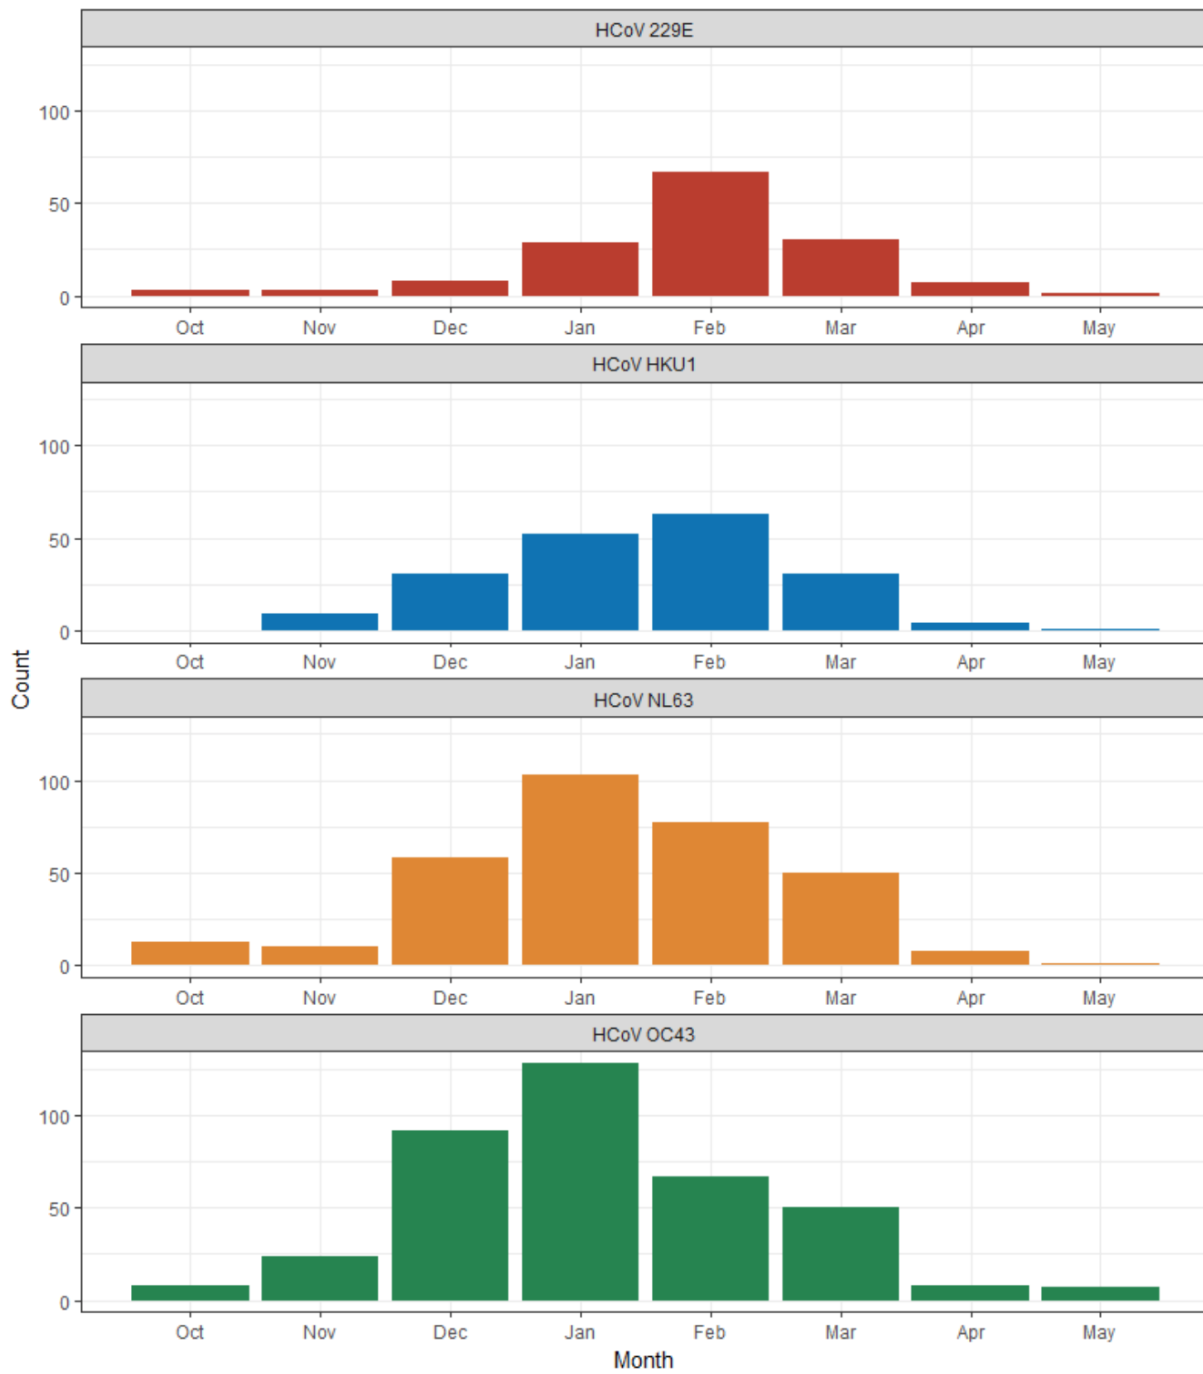 HCoV 229E
100
50
0
Oct Nov Dec Jan Feb Mar Apr May
HCoV HKU1
100
50
0
Oct Nov Dec Jan Feb Mar Apr May
Count
HCoV NL63
100
50
0
Oct Nov Dec Jan Feb Mar Apr May
HCoV OC43
100
50
0
Oct Nov Dec Jan Feb Mar Apr May
Month